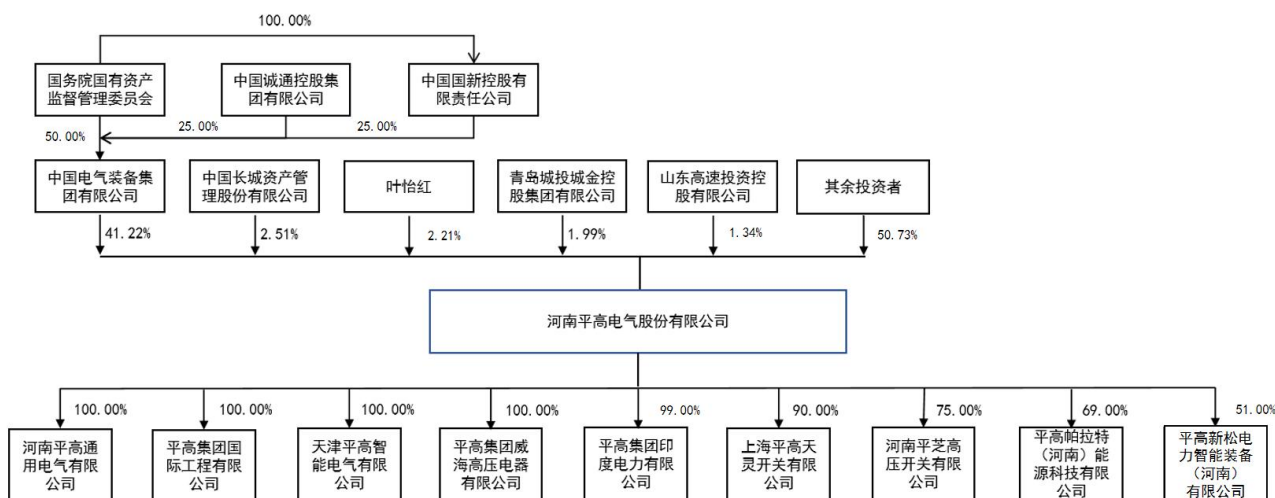 100.00%
国务院国有资产
监督管理委员会
中国诚通控股集
团有限公司
中国国新控股有
限责任公司
50.00%
25.00%
25.00%
中国电气装备集
团有限公司
中国长城资产管
理股份有限公司
叶怡红
青岛城投城金控
股集团有限公司
山东高速投资控
股有限公司
其余投资者
41.22%
2.51%
2.21%
1.99%
1.34%
50.73%
河南平高电气股份有限公司
100.00%
100.00%
100.00%
100.00%
99.00%
90.00%
75.00%
69.00%
51.00%
河南平高通
用电气有限
公司
平高集团国
际工程有限
公司
天津平高智
能电气有限
公司
平高集团威
海高压电器
有限公司
平高集团印
度电力有限
公司
上海平高天
灵开关有限
公司
河南平芝高
压开关有限
公司
平高帕拉特
（河南）能
源科技有限
公司
平高新松电
力智能装备
（河南）
有限公司